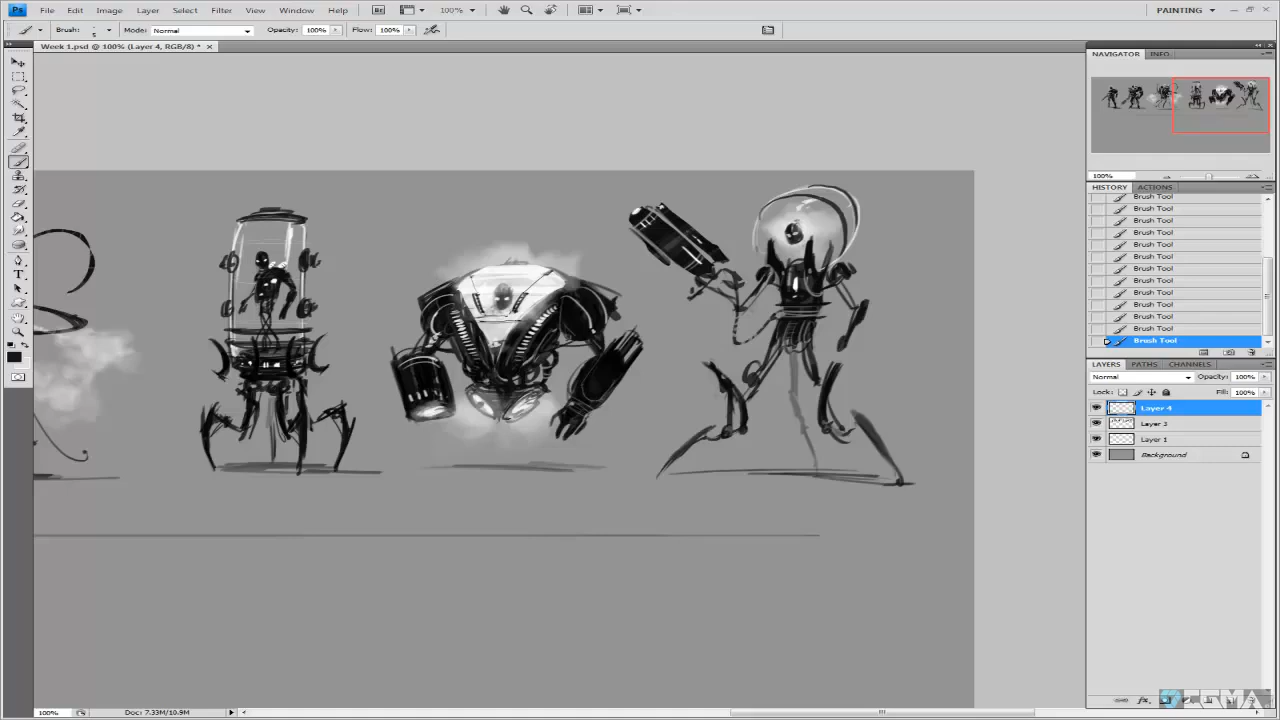 Ps File Edit Image Layer Select Filter View Window Help Br 100% PAINTING
Brush: 5 Mode: Normal Opacity: 100% Flow: 100%
Week 1.psd @ 100% (Layer 4, RGB/8) * ×
NAVIGATOR INFO
100%
HISTORY ACTIONS
Brush Tool
Brush Tool
Brush Tool
Brush Tool
Brush Tool
Brush Tool
Brush Tool
Brush Tool
Brush Tool
Brush Tool
Brush Tool
Brush Tool
Brush Tool
LAYERS PATHS CHANNELS
Normal Opacity: 100%
Lock: Fill: 100%
Layer 4
Layer 3
Layer 1
Background
100% Doc: 7.33M/10.9M